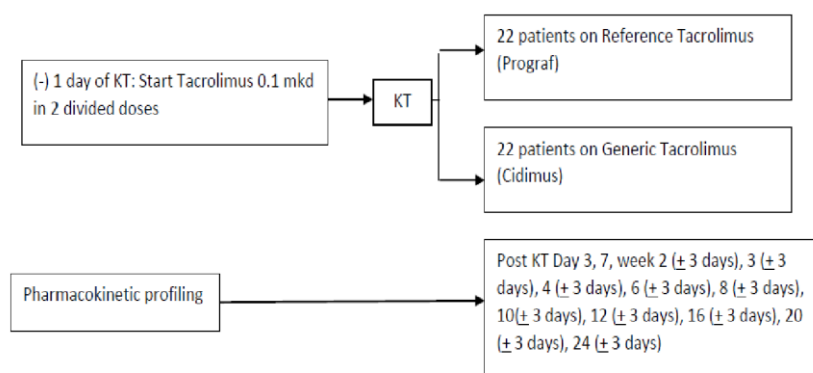 (-) 1 day of KT: Start Tacrolimus 0.1 mkd
in 2 divided doses
KT
22 patients on Reference Tacrolimus
(Prograf)
22 patients on Generic Tacrolimus
(Cidimus)
Pharmacokinetic profiling
Post KT Day 3, 7, week 2 (± 3 days), 3 (± 3
days), 4 (± 3 days), 6 (± 3 days), 8 (± 3 days),
10(± 3 days), 12 (± 3 days), 16 (± 3 days), 20
(± 3 days), 24 (± 3 days)